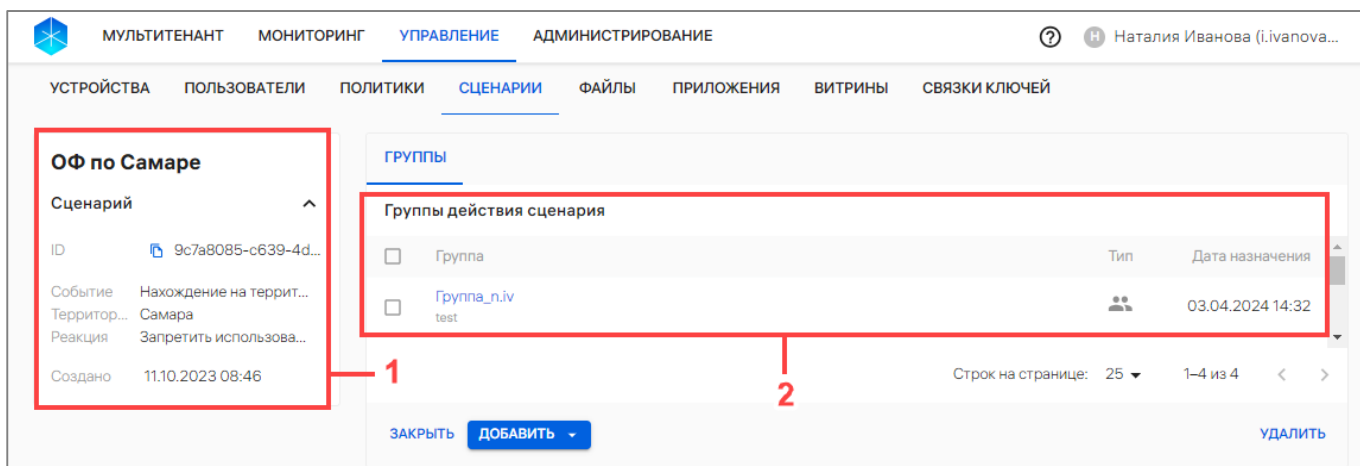 МУЛЬТИТЕНАНТ МОНИТОРИНГ УПРАВЛЕНИЕ АДМИНИСТРИРОВАНИЕ ? Н Наталия Иванова (i.ivanova...
УСТРОЙСТВА ПОЛЬЗОВАТЕЛИ ПОЛИТИКИ СЦЕНАРИИ ФАЙЛЫ ПРИЛОЖЕНИЯ ВИТРИНЫ СВЯЗКИ КЛЮЧЕЙ
ОФ по Самаре
Сценарий
ID 9c7a8085-c639-4d...
Событие Нахождение на террит...
Территор... Самара
Реакция Запретить использова...
Создано 11.10.2023 08:46
1
ГРУППЫ
Группы действия сценария
Группа Тип Дата назначения
Группа_n.iv 03.04.2024 14:32
test
2
Строк на странице: 25 1–4 из 4
ЗАКРЫТЬ ДОБАВИТЬ УДАЛИТЬ